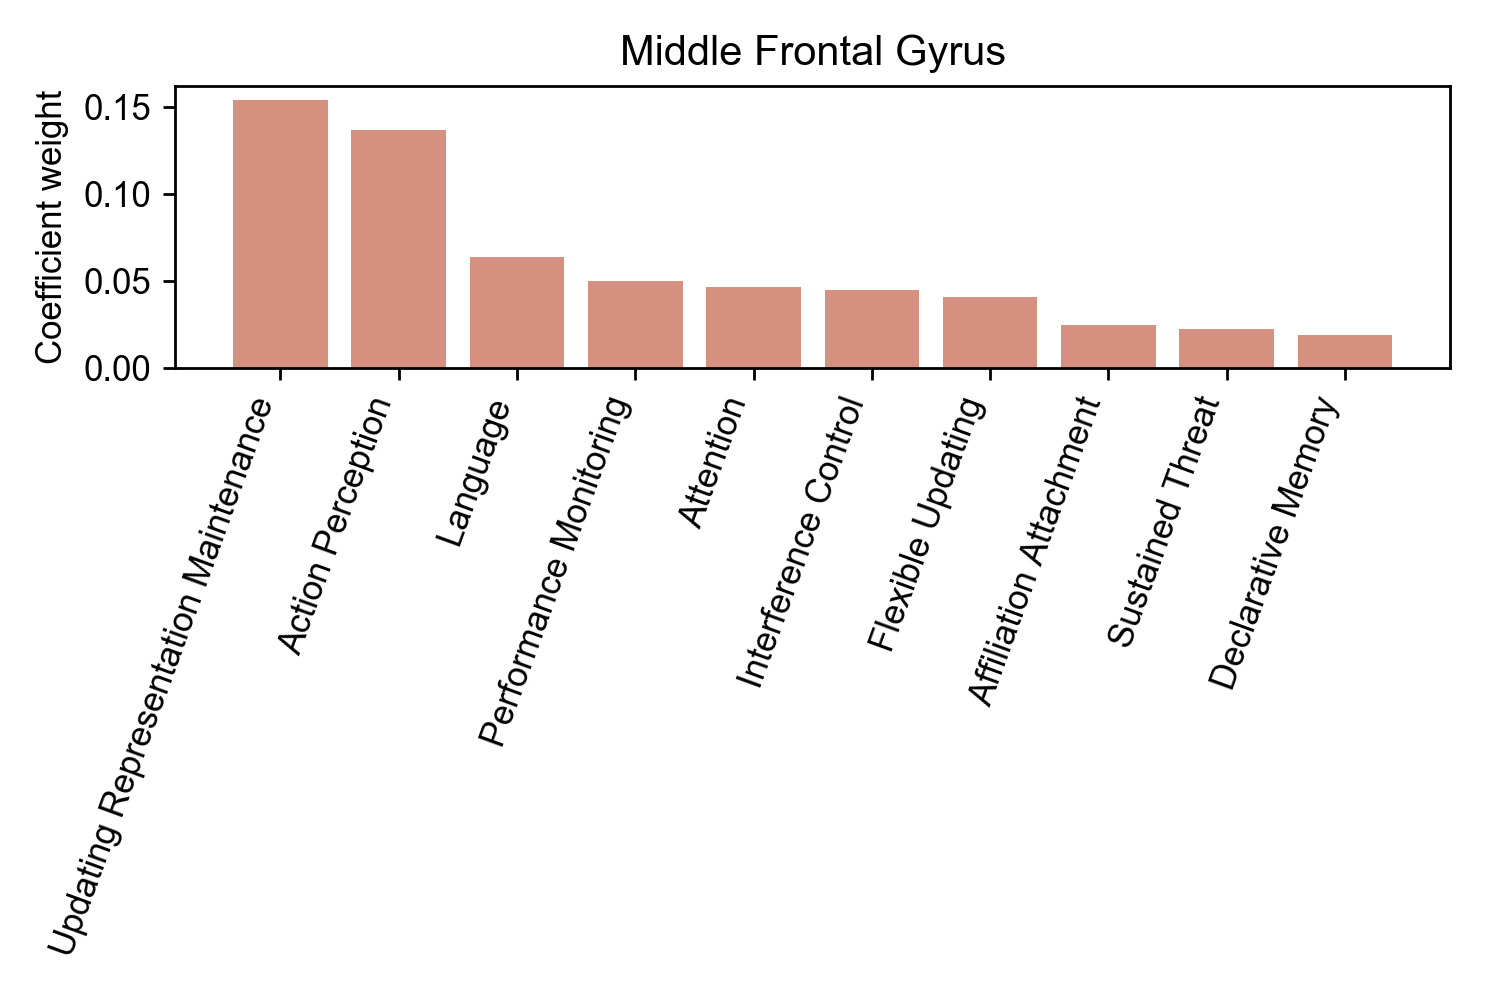 Middle Frontal Gyrus
Coefficient weight
0.15
0.10
0.05
0.00
Updating Representation Maintenance
Action Perception
Language
Performance Monitoring
Attention
Interference Control
Flexible Updating
Affiliation Attachment
Sustained Threat
Declarative Memory